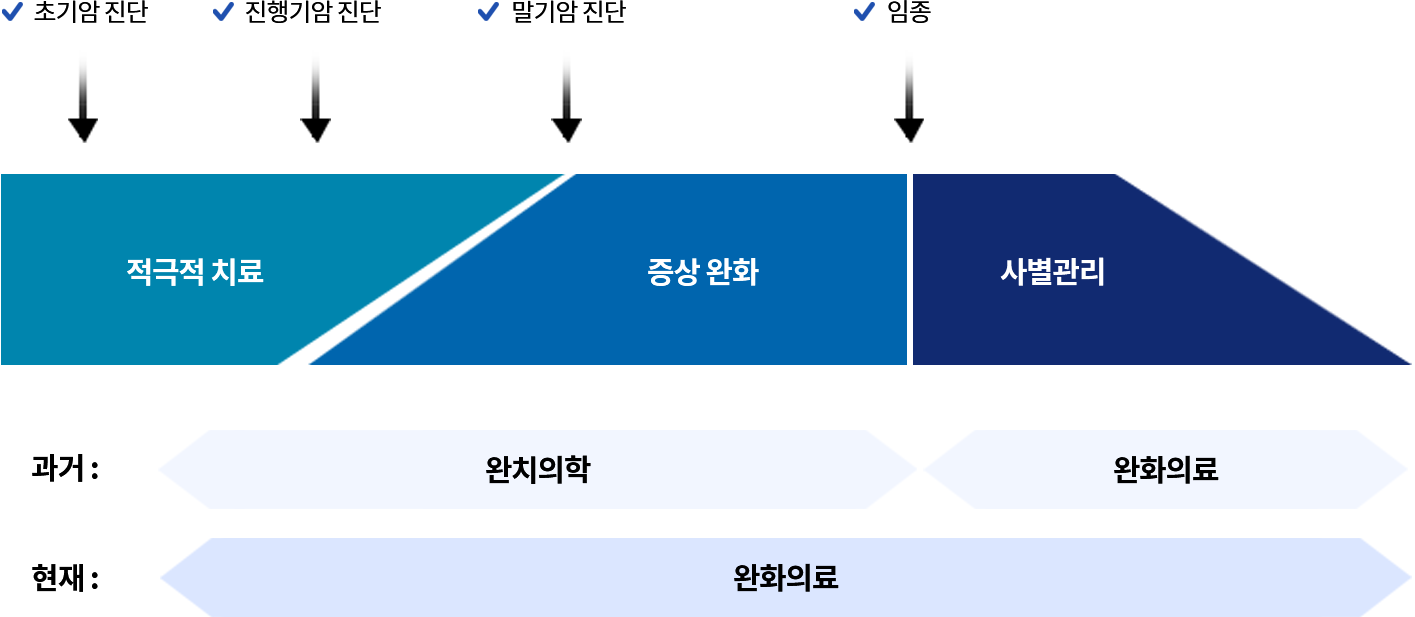 초기암 진단
진행기암 진단
말기암 진단
임종
적극적 치료
증상 완화
사별관리
과거 :
완치의학
완화의료
현재 :
완화의료